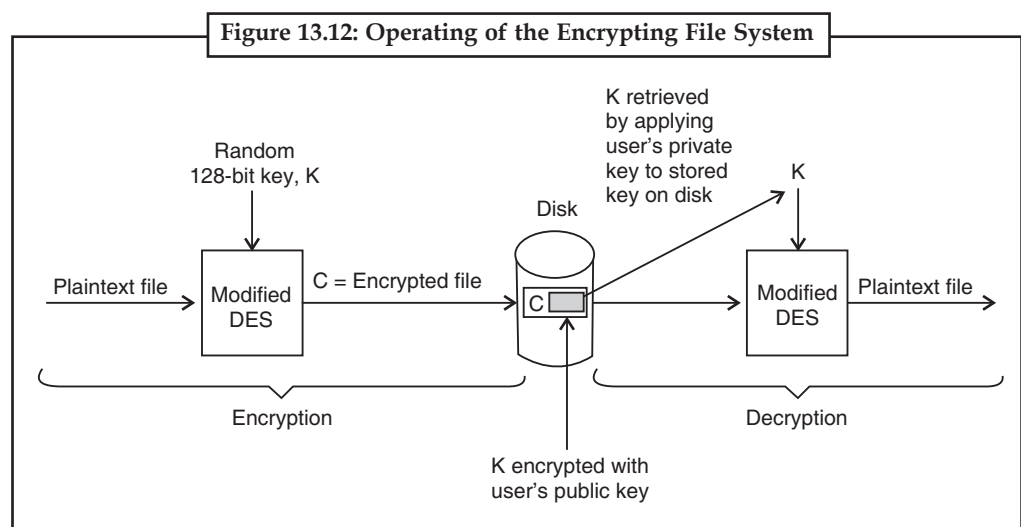 Figure 13.12: Operating of the Encrypting File System
K retrieved
by applying
user's private
key to stored
key on disk
Random
128-bit key, K
K
Disk
Plaintext file
Modified
DES
C = Encrypted file
C
Modified
DES
Plaintext file
Encryption
Decryption
K encrypted with
user's public key